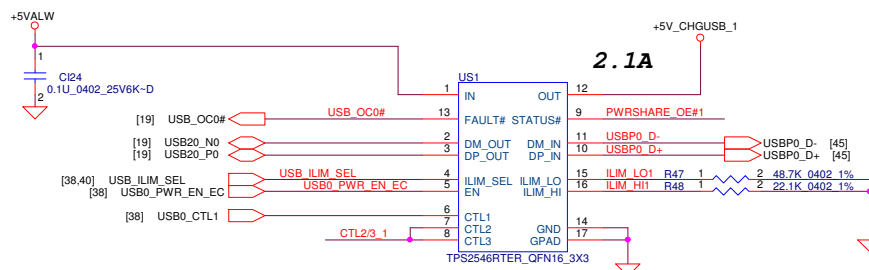 +5VALW
+5V_CHGUSB_1
2.1A
1
CI24
0.1U_0402_25V6K~D
2
US1
1 IN OUT 12
[19] USB_OC0# USB_OC0# 13 FAULT# STATUS# 9 PWRSHARE_OE#1
[19] USB20_N0 2 DM_OUT DM_IN 11 USBP0_D- USBP0_D- [45]
[19] USB20_P0 3 DP_OUT DP_IN 10 USBP0_D+ USBP0_D+ [45]
[38,40] USB_ILIM_SEL USB_ILIM_SEL 4 ILIM_SEL ILIM_LO 15 ILIM_LO1 R47 1 2 48.7K_0402_1%
[38] USB0_PWR_EN_EC USB0_PWR_EN_EC 5 EN ILIM_HI 16 ILIM_HI1 R48 1 2 22.1K_0402_1%
[38] USB0_CTL1 6 CTL1
7 CTL2 GND 14
CTL2/3_1 8 CTL3 GPAD 17
TPS2546RTER_QFN16_3X3